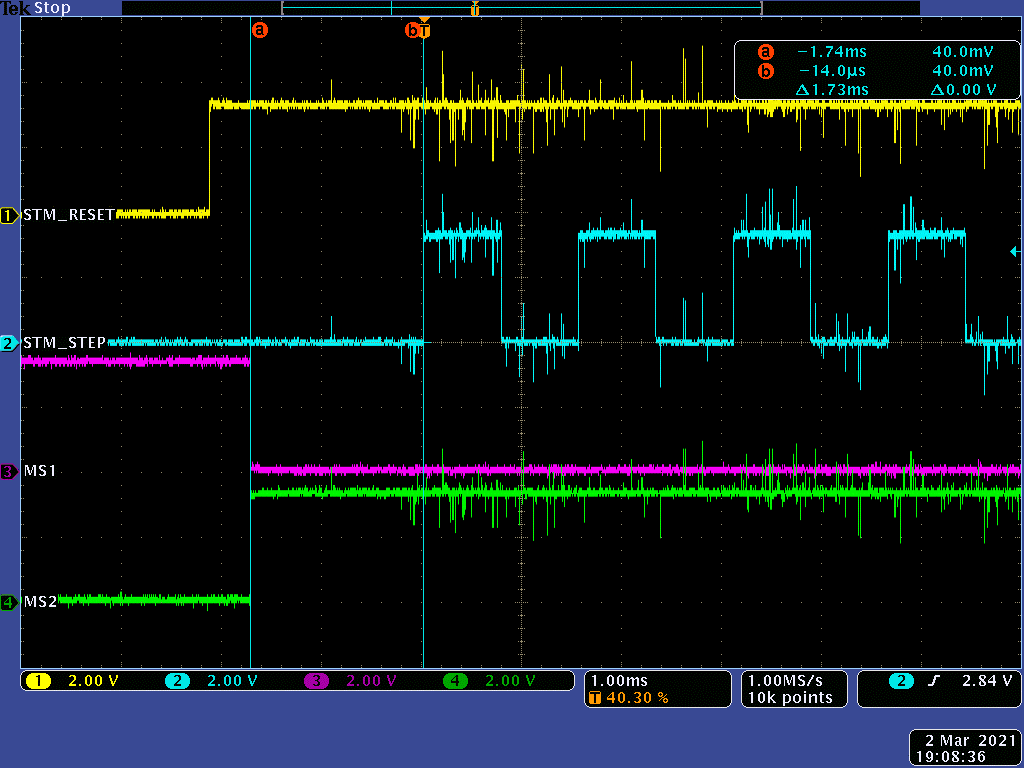 Tek Stop
a
b T
a −1.74ms 40.0mV
b −14.0µs 40.0mV
Δ1.73ms Δ0.00 V
1 STM_RESET
2 STM_STEP
3 MS1
4 MS2
1 2.00 V 2 2.00 V 3 2.00 V 4 2.00 V
1.00ms
T 40.30 %
1.00MS/s
10k points
2 2.84 V
2 Mar 2021
19:08:36